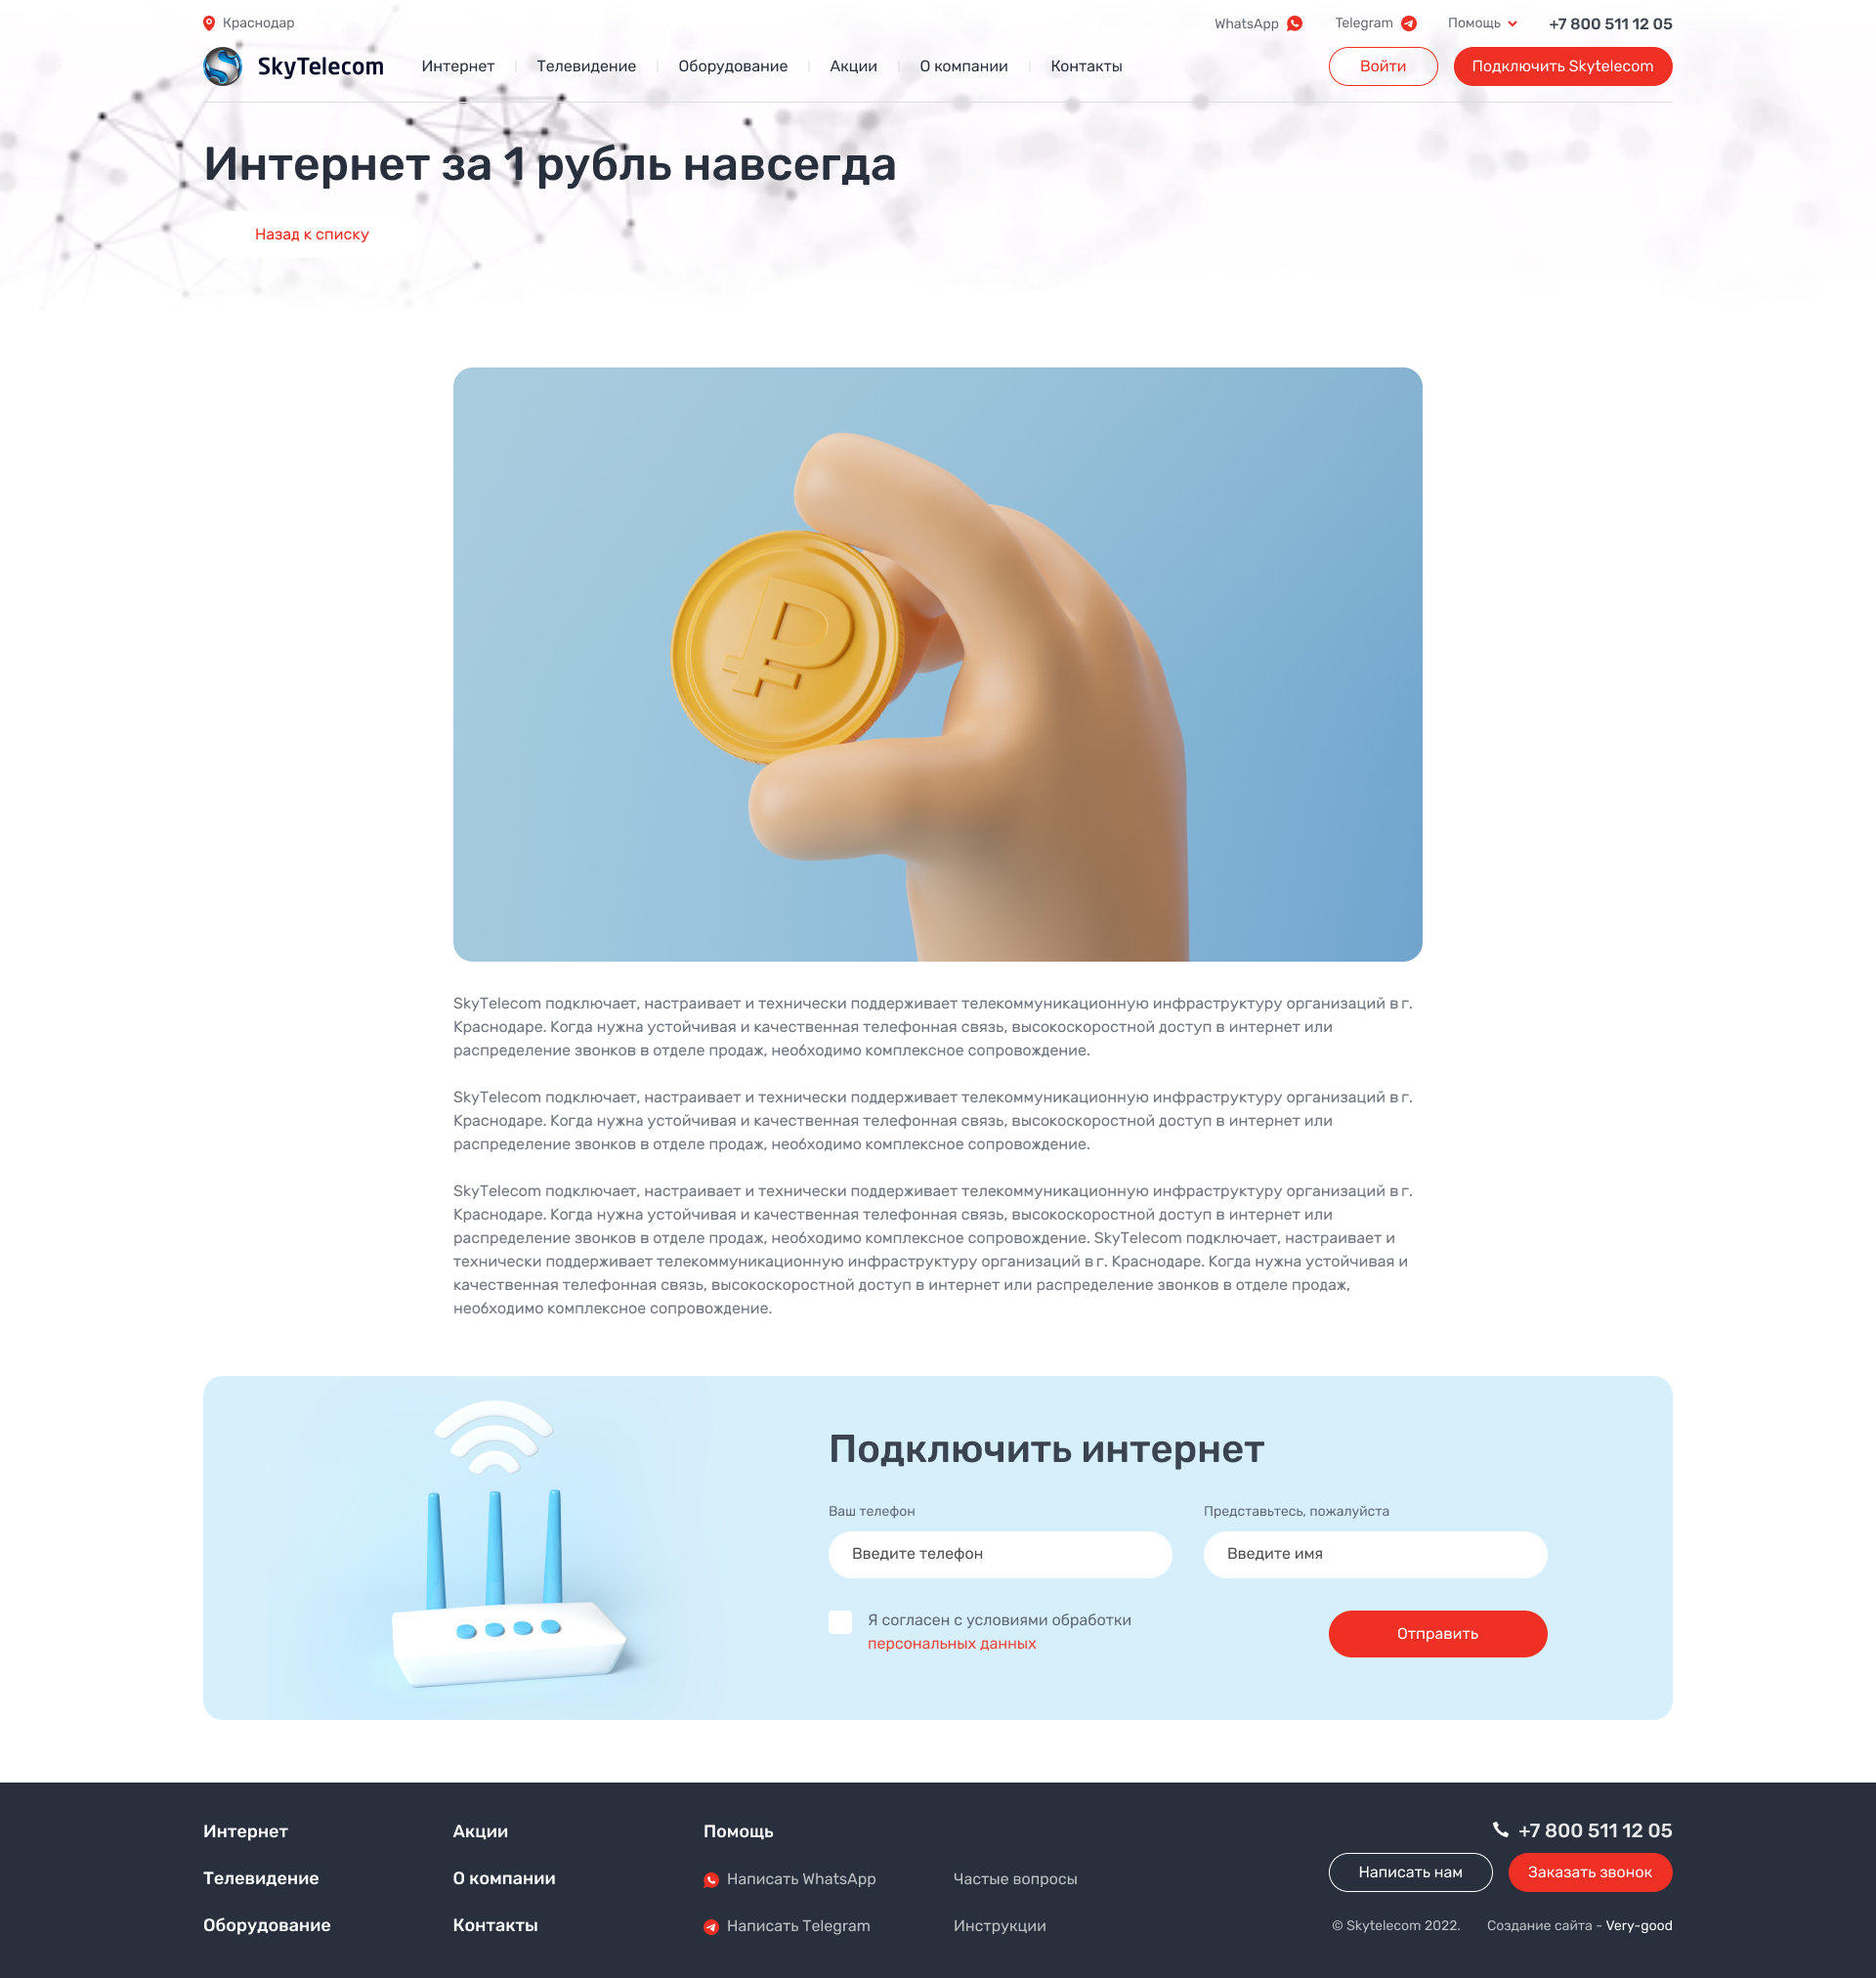 Краснодар
WhatsApp
Telegram
Помощь
+7 800 511 12 05
SkyTelecom
Интернет
Телевидение
Оборудование
Акции
О компании
Контакты
Войти
Подключить Skytelecom
Интернет за 1 рубль навсегда
Назад к списку
SkyTelecom подключает, настраивает и технически поддерживает телекоммуникационную инфраструктуру организаций в г.
Краснодаре. Когда нужна устойчивая и качественная телефонная связь, высокоскоростной доступ в интернет или
распределение звонков в отделе продаж, необходимо комплексное сопровождение.
SkyTelecom подключает, настраивает и технически поддерживает телекоммуникационную инфраструктуру организаций в г.
Краснодаре. Когда нужна устойчивая и качественная телефонная связь, высокоскоростной доступ в интернет или
распределение звонков в отделе продаж, необходимо комплексное сопровождение.
SkyTelecom подключает, настраивает и технически поддерживает телекоммуникационную инфраструктуру организаций в г.
Краснодаре. Когда нужна устойчивая и качественная телефонная связь, высокоскоростной доступ в интернет или
распределение звонков в отделе продаж, необходимо комплексное сопровождение. SkyTelecom подключает, настраивает и
технически поддерживает телекоммуникационную инфраструктуру организаций в г. Краснодаре. Когда нужна устойчивая и
качественная телефонная связь, высокоскоростной доступ в интернет или распределение звонков в отделе продаж,
необходимо комплексное сопровождение.
Подключить интернет
Ваш телефон
Представьтесь, пожалуйста
Введите телефон
Введите имя
Я согласен с условиями обработки
персональных данных
Отправить
Интернет
Телевидение
Оборудование
Акции
О компании
Контакты
Помощь
Написать WhatsApp
Написать Telegram
Частые вопросы
Инструкции
+7 800 511 12 05
Написать нам
Заказать звонок
© Skytelecom 2022.
Создание сайта - Very-good